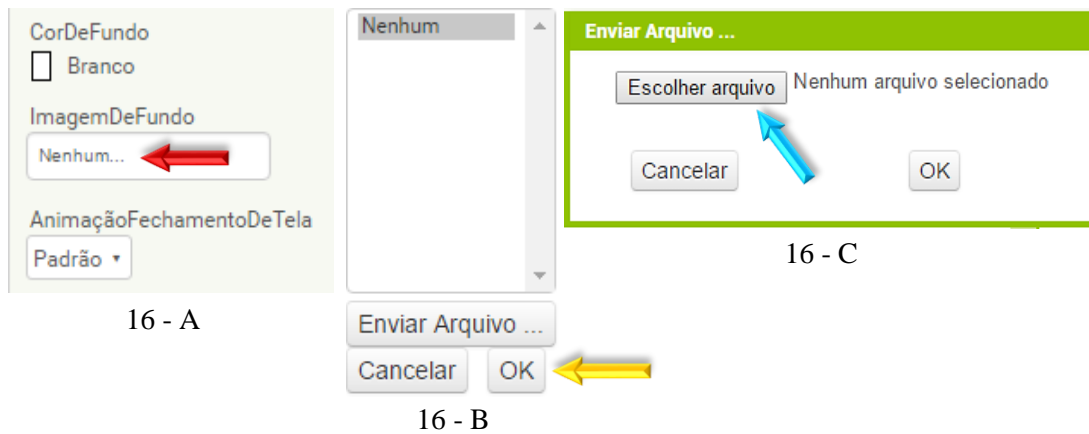 CorDeFundo
Branco
ImagemDeFundo
Nenhum...
AnimaçãoFechamentoDeTela
Padrão
16 - A
Nenhum
Enviar Arquivo ...
Cancelar OK
16 - B
Enviar Arquivo ...
Escolher arquivo Nenhum arquivo selecionado
Cancelar OK
16 - C